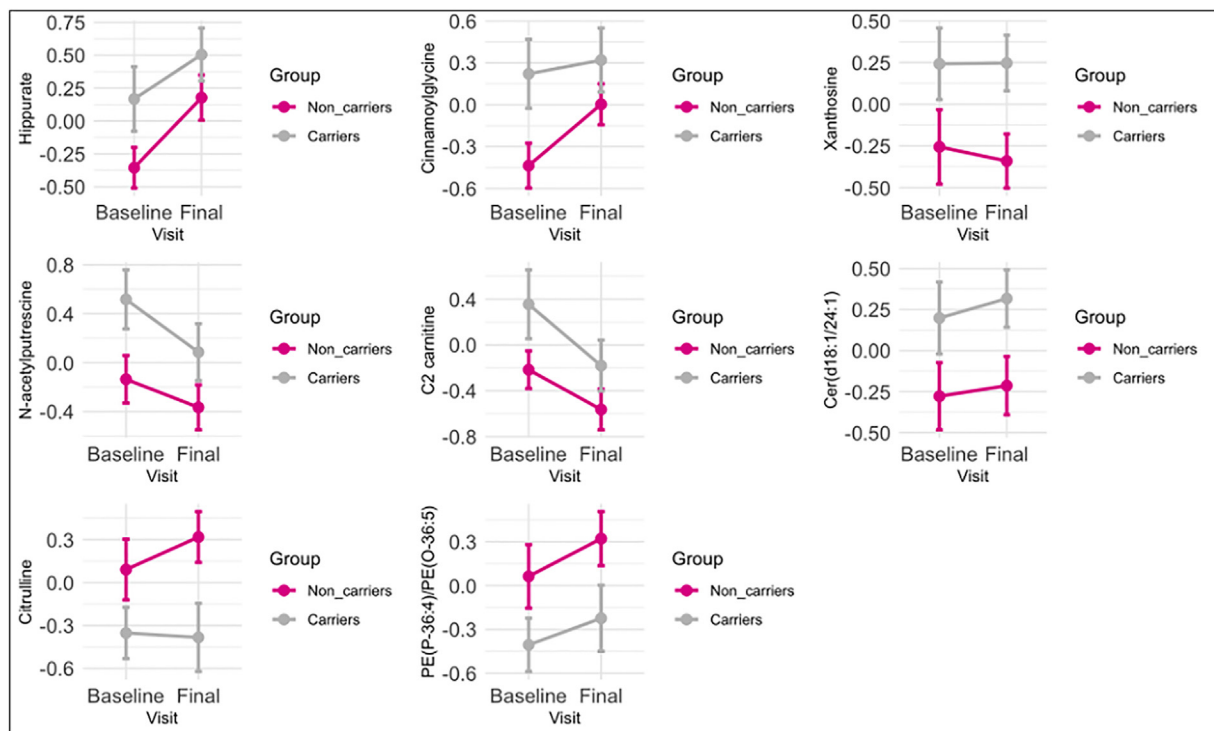 Hippurate
0.75
0.50
0.25
0.00
-0.25
-0.50
Baseline Final
Visit
Group
Non_carriers
Carriers
Cinnamoylglycine
0.6
0.3
0.0
-0.3
-0.6
Baseline Final
Visit
Group
Non_carriers
Carriers
Xanthosine
0.50
0.25
0.00
-0.25
-0.50
Baseline Final
Visit
Group
Non_carriers
Carriers
N-acetylputrescine
0.8
0.4
0.0
-0.4
Baseline Final
Visit
Group
Non_carriers
Carriers
C2 carnitine
0.4
0.0
-0.4
-0.8
Baseline Final
Visit
Group
Non_carriers
Carriers
Cer(d18:1/24:1)
0.50
0.25
0.00
-0.25
-0.50
Baseline Final
Visit
Group
Non_carriers
Carriers
Citrulline
0.3
0.0
-0.3
-0.6
Baseline Final
Visit
Group
Non_carriers
Carriers
PE(P-36:4)/PE(O-36:5)
0.3
0.0
-0.3
-0.6
Baseline Final
Visit
Group
Non_carriers
Carriers